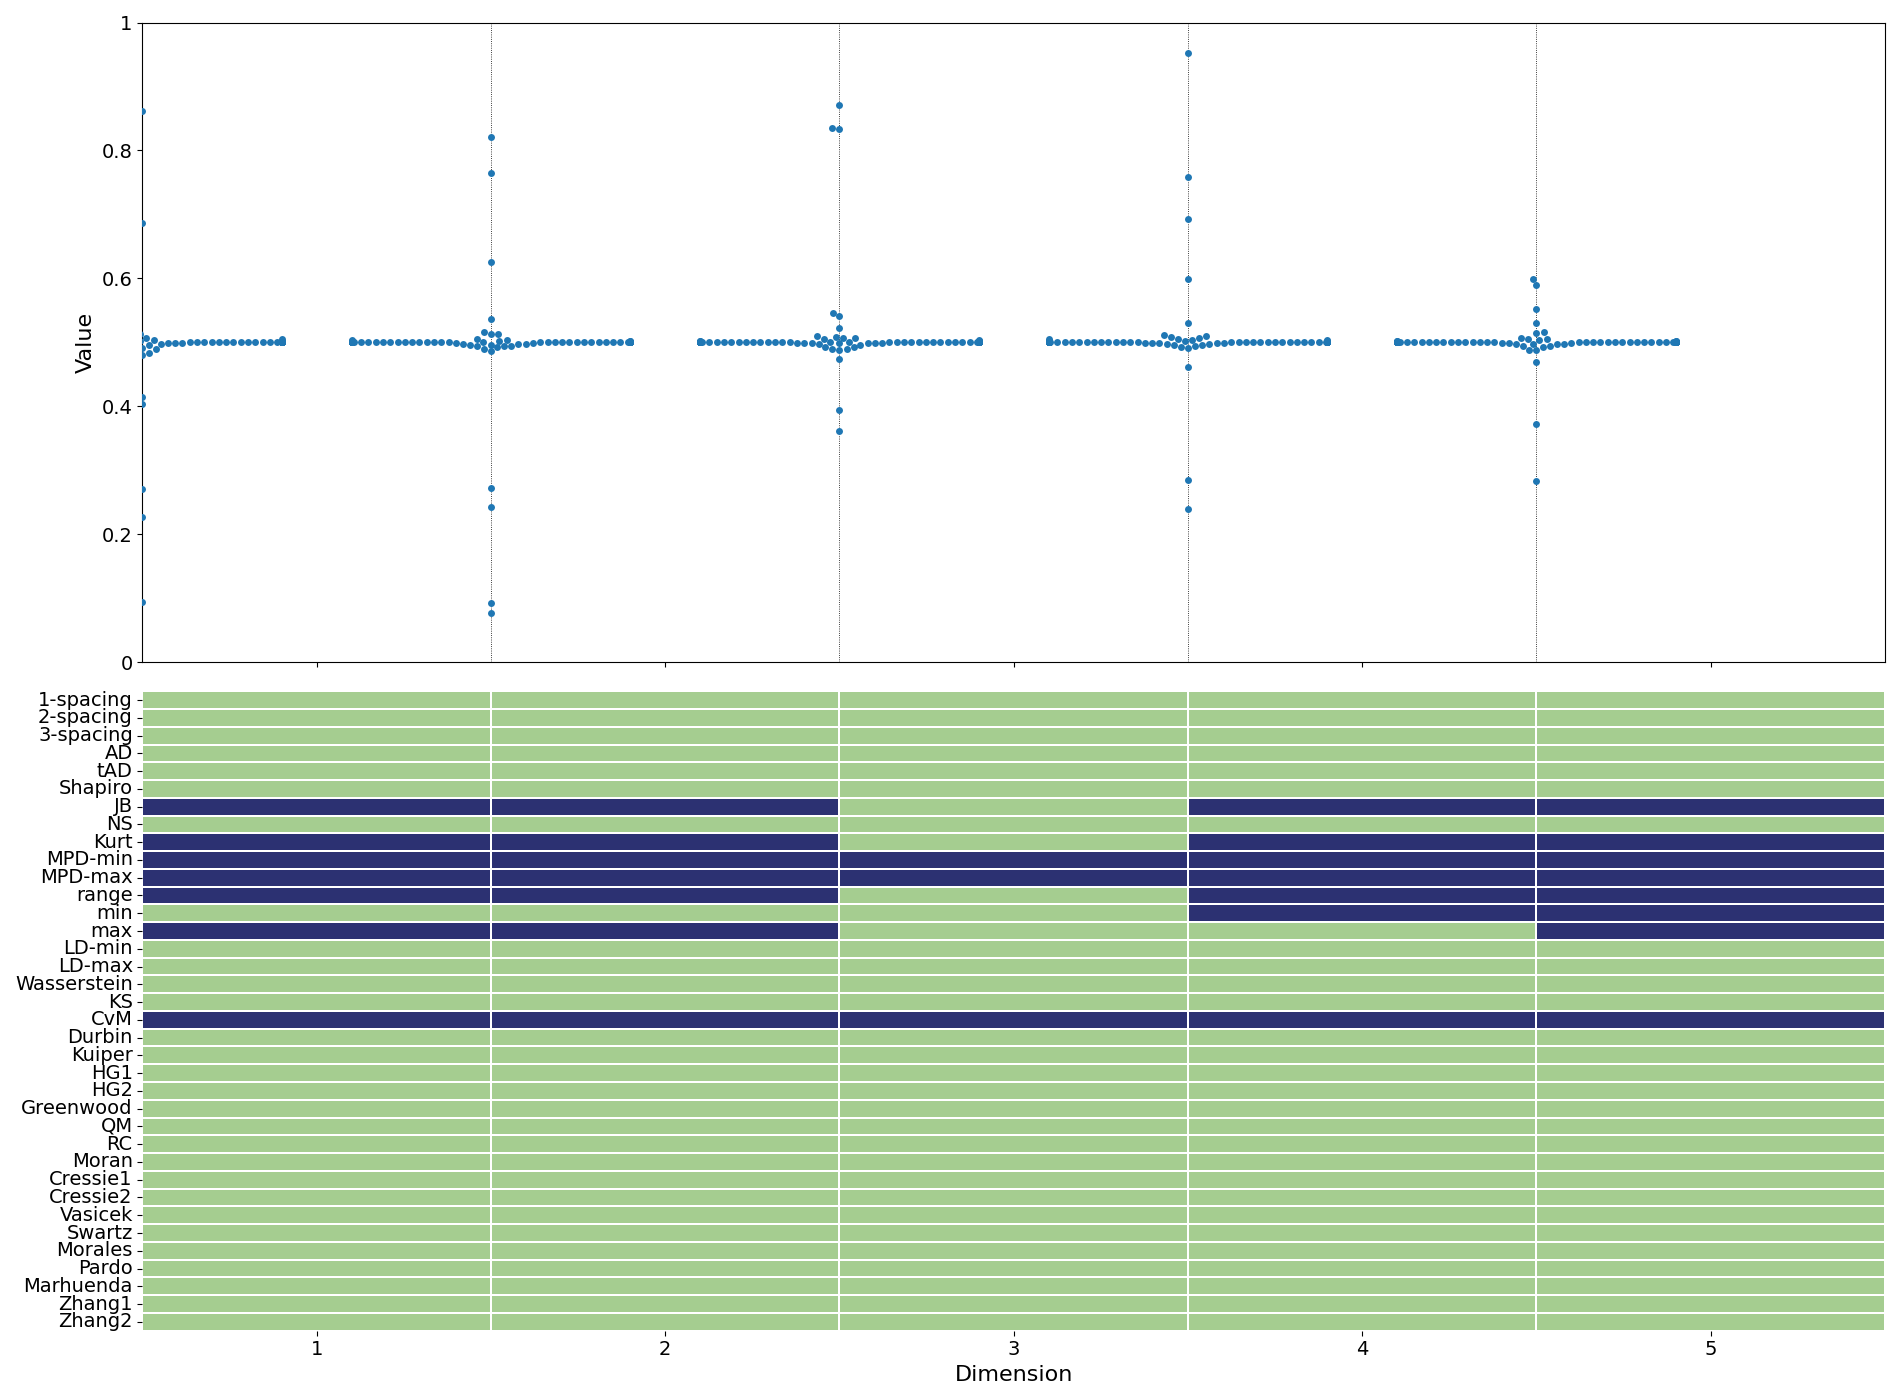 1
0.8
0.6
Value
0.4
0.2
0
1-spacing
2-spacing
3-spacing
AD
tAD
Shapiro
JB
NS
Kurt
MPD-min
MPD-max
range
min
max
LD-min
LD-max
Wasserstein
KS
CvM
Durbin
Kuiper
HG1
HG2
Greenwood
QM
RC
Moran
Cressie1
Cressie2
Vasicek
Swartz
Morales
Pardo
Marhuenda
Zhang1
Zhang2
1 2 3 4 5
Dimension